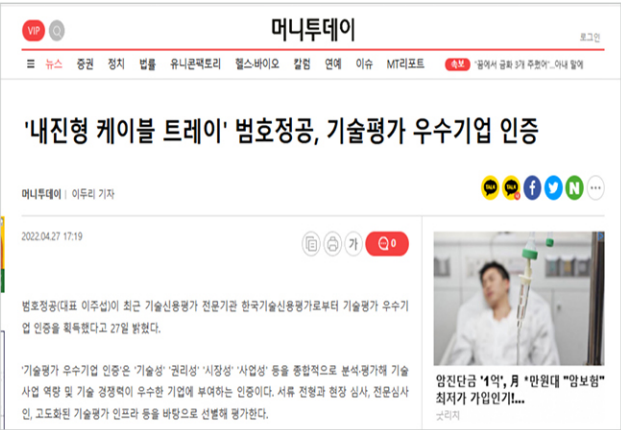 VIP
머니투데이
로그인
뉴스 증권 정치 법률 유니콘팩토리 헬스·바이오 칼럼 연예 이슈 MT리포트 속보 "꿈에서 금화 3개 주웠어"...아내 말에
'내진형 케이블 트레이' 범호정공, 기술평가 우수기업 인증
머니투데이 | 이두리 기자
TALK TALK f N ...
2022.04.27 17:19
가 0
범호정공(대표 이주섭)이 최근 기술신용평가 전문기관 한국기술신용평가로부터 기술평가 우수기
업 인증을 획득했다고 27일 밝혔다.
'기술평가 우수기업 인증'은 '기술성' '권리성' '시장성' '사업성' 등을 종합적으로 분석·평가해 기술
사업 역량 및 기술 경쟁력이 우수한 기업에 부여하는 인증이다. 서류 전형과 현장 심사, 전문심사
인, 고도화된 기술평가 인프라 등을 바탕으로 선별해 평가한다.
암진단금 '1억', 月 *만원대 "암보험"
최저가 가입인기!...
굿리치